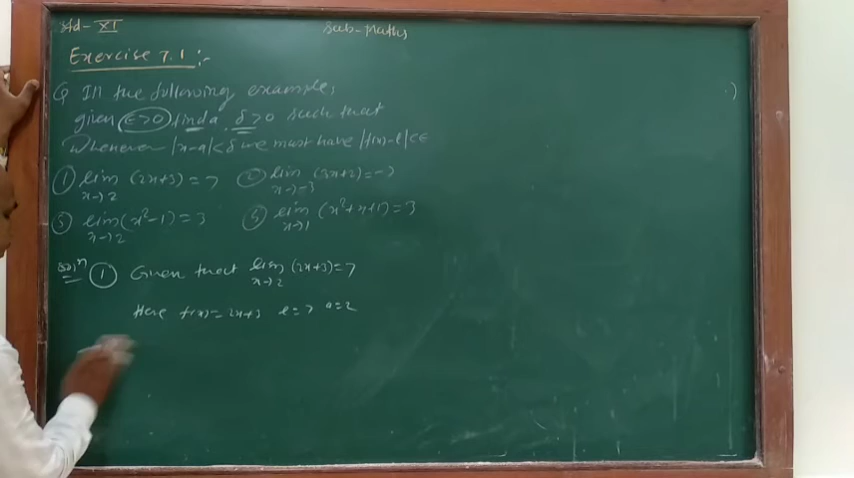 Std- XI
Sub-Maths
Exercise 7.1:-
Q In the following example,
given ε>0 find a δ>0 such that
Whenever |x-a|<δ we must have |f(x)-l|<ε
① lim x→2 (2x+3)=7 ② lim x→-3 (3x+2)=-7
③ lim x→2 (x²-1)=3 ⑤ lim x→1 (x²+x+1)=3
Solⁿ ① Given that lim x→2 (2x+3)=7
Here f(x)=2x+3 l=7 a=2